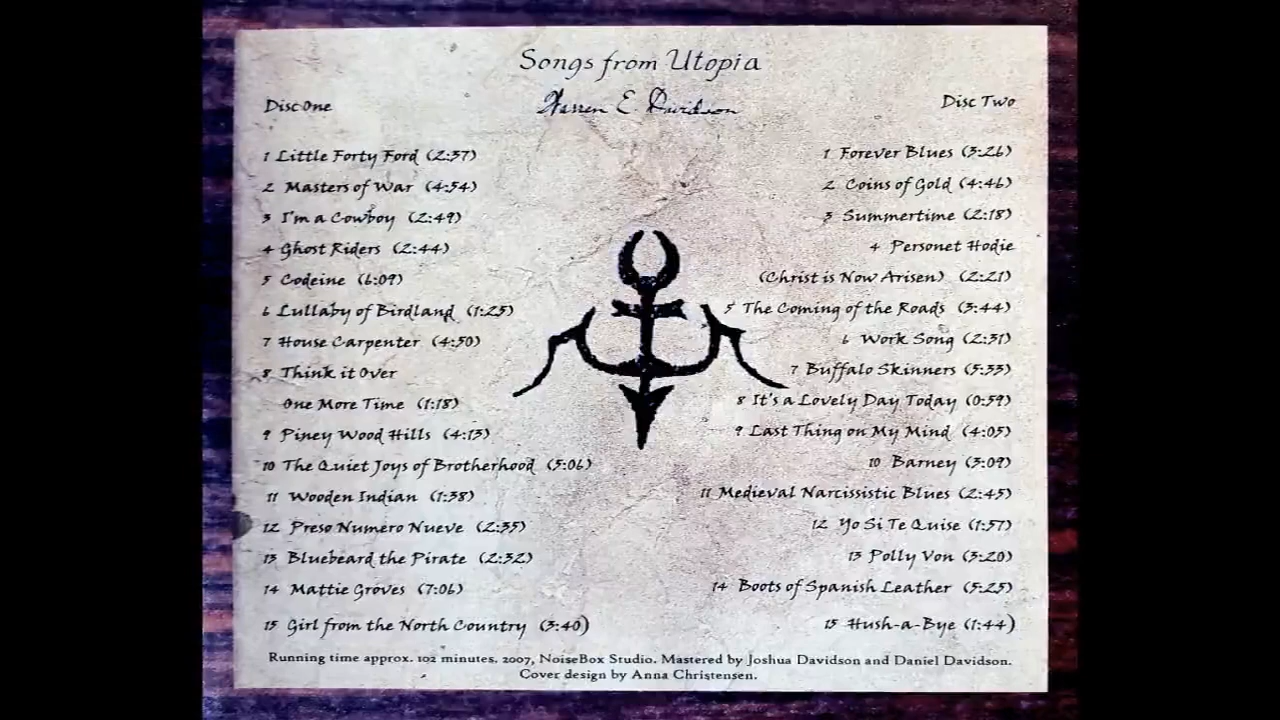 Songs from Utopia
Warren E. Davidson
Disc One
1 Little Forty Ford (2:37)
2 Masters of War (4:54)
3 I'm a Cowboy (2:49)
4 Ghost Riders (2:44)
5 Codeine (6:09)
6 Lullaby of Birdland (1:25)
7 House Carpenter (4:50)
8 Think it Over
One More Time (1:18)
9 Piney Wood Hills (4:13)
10 The Quiet Joys of Brotherhood (5:06)
11 Wooden Indian (1:38)
12 Preso Numero Nueve (2:35)
13 Bluebeard the Pirate (2:32)
14 Mattie Groves (7:06)
15 Girl from the North Country (3:40)
Disc Two
1 Forever Blues (3:26)
2 Coins of Gold (4:46)
3 Summertime (2:18)
4 Personet Hodie
(Christ is Now Arisen) (2:21)
5 The Coming of the Roads (3:44)
6 Work Song (2:31)
7 Buffalo Skinners (5:33)
8 It's a Lovely Day Today (0:59)
9 Last Thing on My Mind (4:05)
10 Barney (3:09)
11 Medieval Narcissistic Blues (2:45)
12 Yo Si Te Quise (1:57)
13 Polly Von (3:20)
14 Boots of Spanish Leather (5:25)
15 Hush-a-Bye (1:44)
Running time approx. 102 minutes. 2007, NoiseBox Studio. Mastered by Joshua Davidson and Daniel Davidson.
Cover design by Anna Christensen.